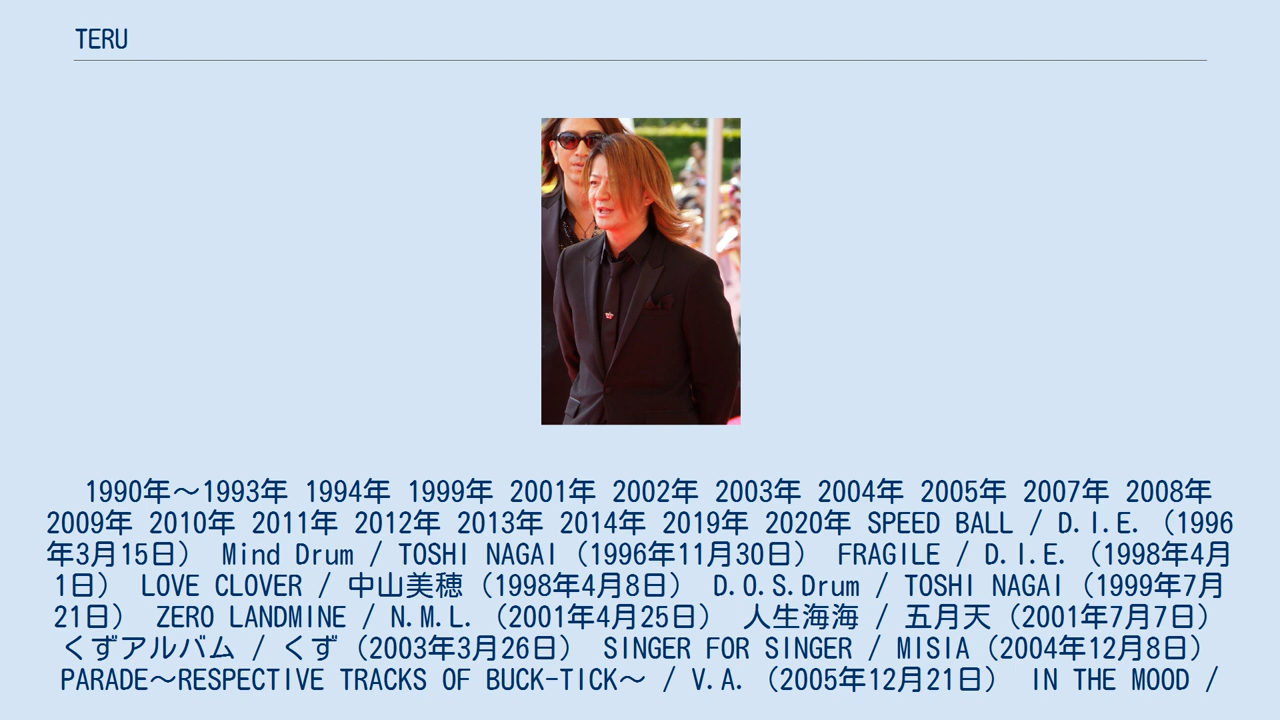 TERU
1990年～1993年 1994年 1999年 2001年 2002年 2003年 2004年 2005年 2007年 2008年
2009年 2010年 2011年 2012年 2013年 2014年 2019年 2020年 SPEED BALL / D.I.E.（1996
年3月15日） Mind Drum / TOSHI NAGAI（1996年11月30日） FRAGILE / D.I.E.（1998年4月
1日） LOVE CLOVER / 中山美穂（1998年4月8日） D.O.S.Drum / TOSHI NAGAI（1999年7月
21日） ZERO LANDMINE / N.M.L.（2001年4月25日） 人生海海 / 五月天（2001年7月7日）
くずアルバム / くず（2003年3月26日） SINGER FOR SINGER / MISIA（2004年12月8日）
PARADE～RESPECTIVE TRACKS OF BUCK-TICK～ / V.A.（2005年12月21日） IN THE MOOD /